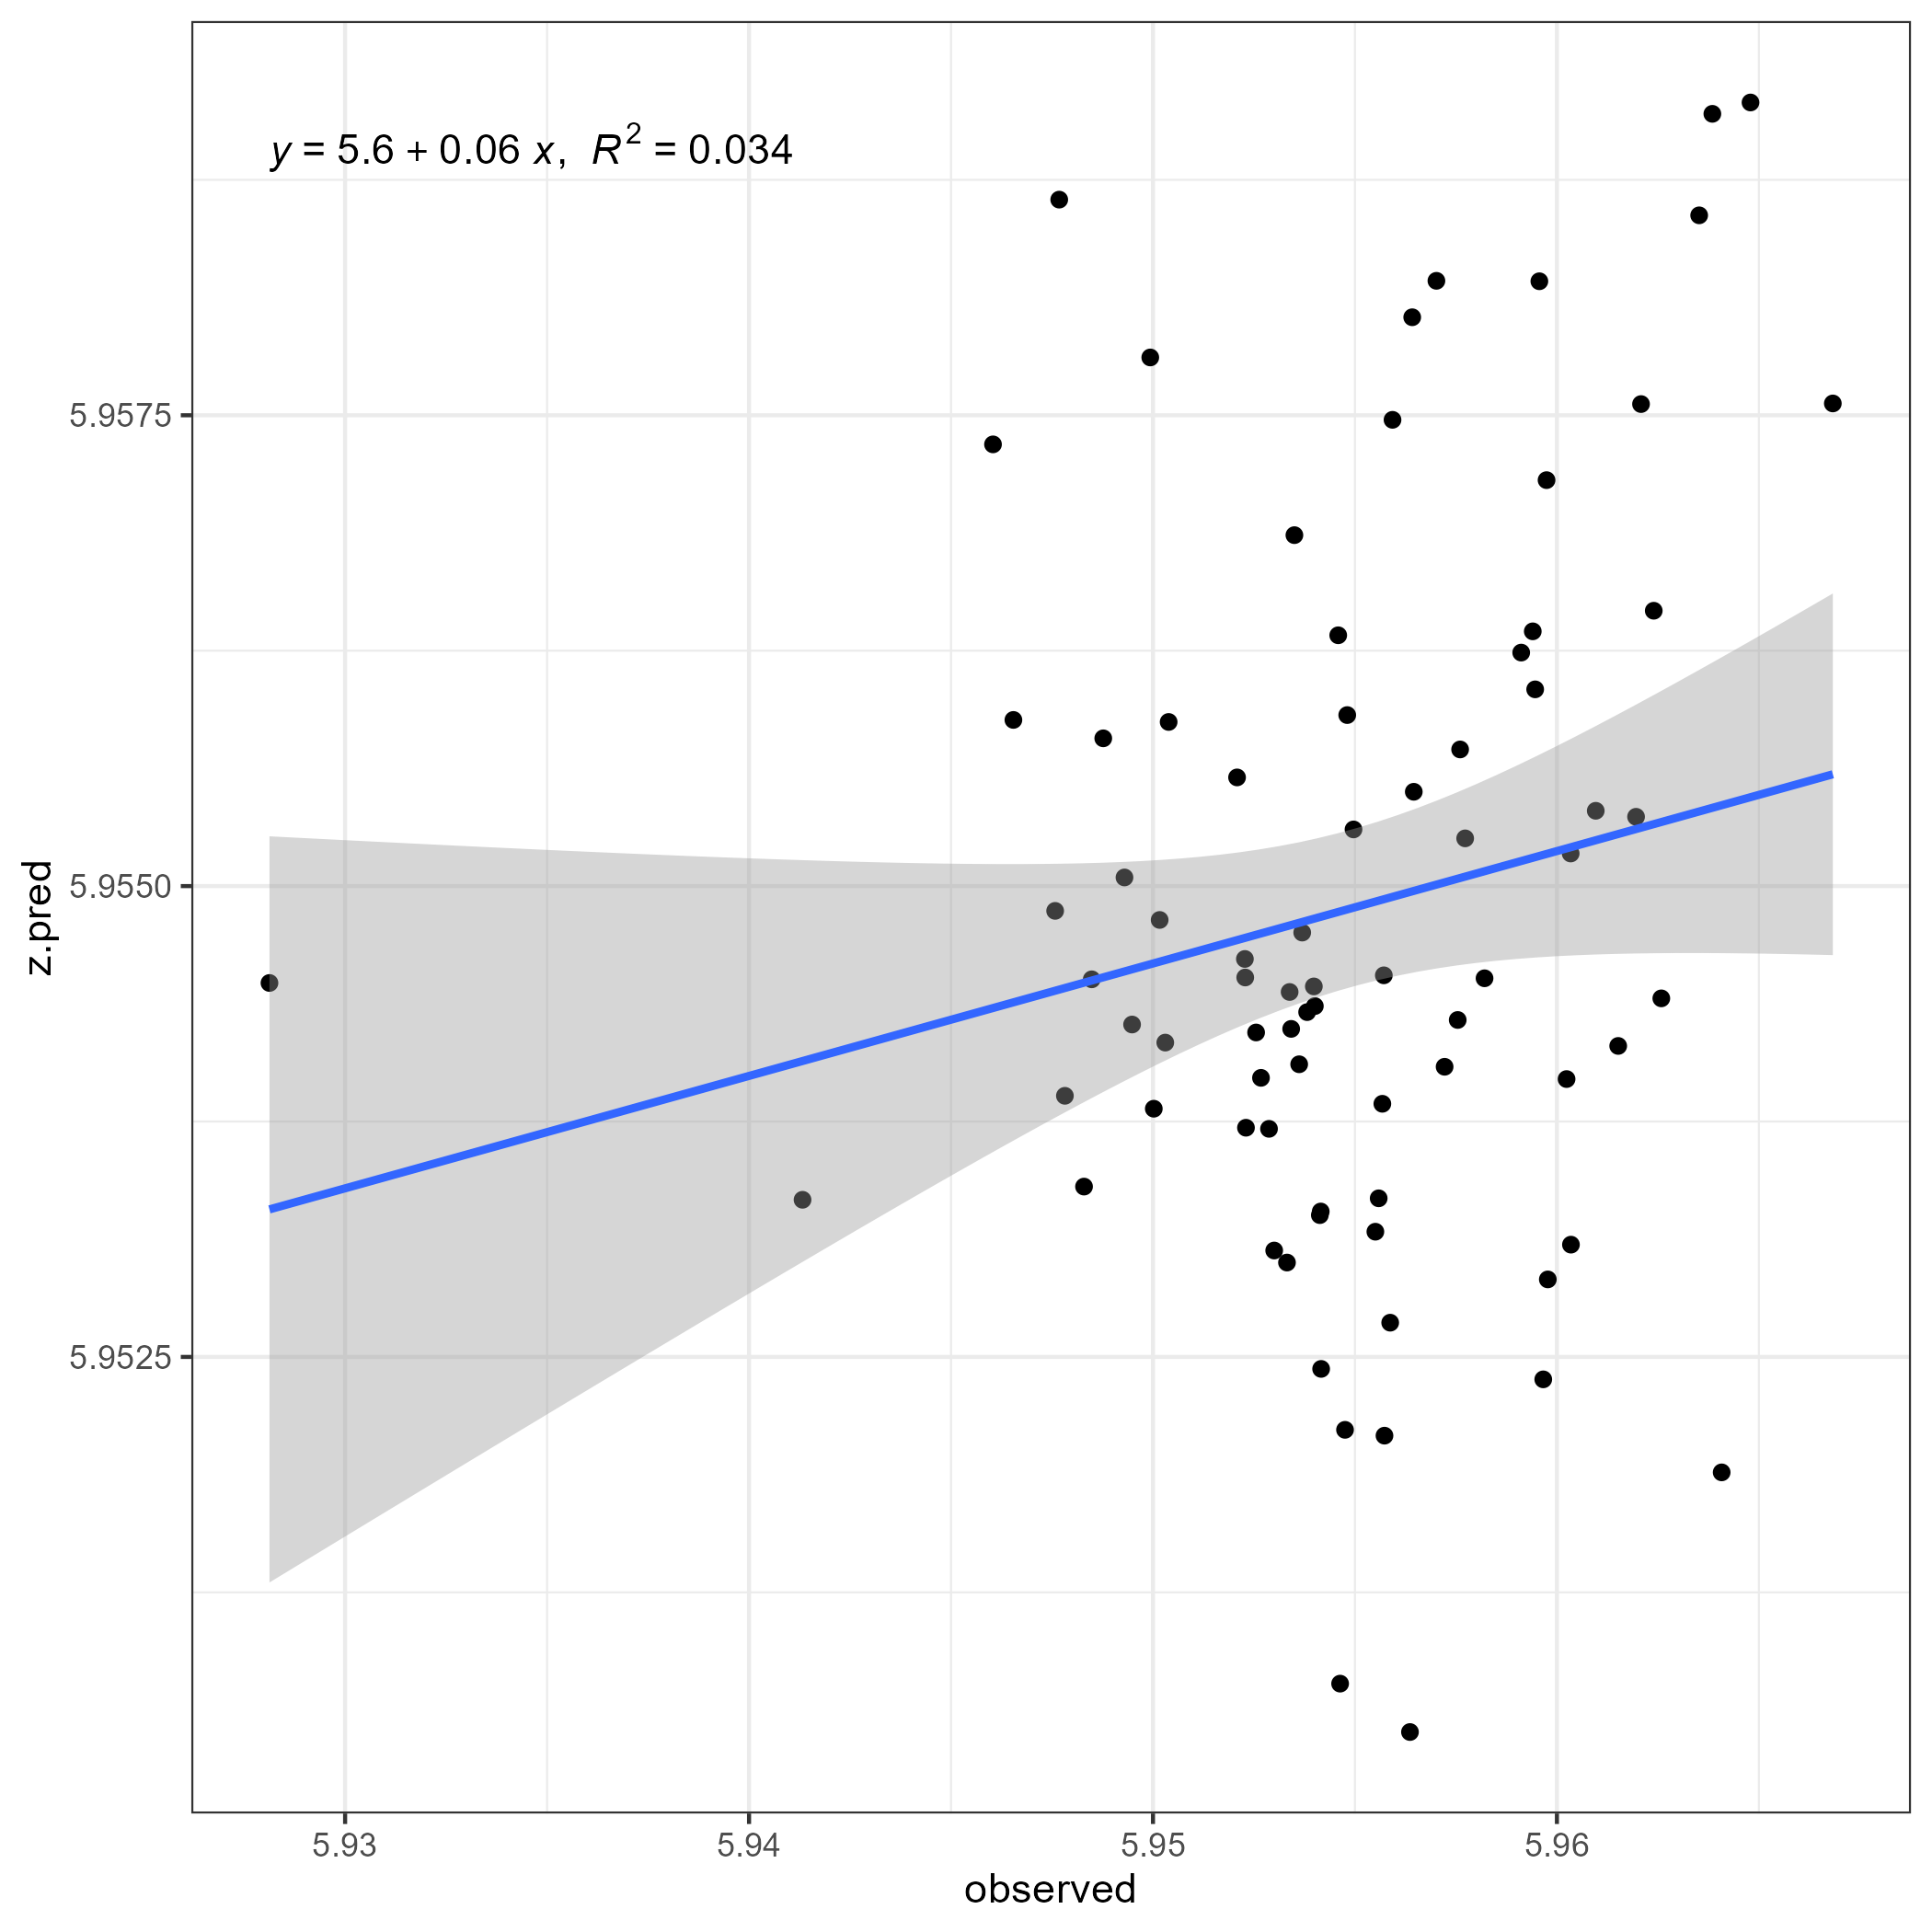 y = 5.6 + 0.06 x, R² = 0.034
5.9575
5.9550
5.9525
z.pred
5.93 5.94 5.95 5.96
observed